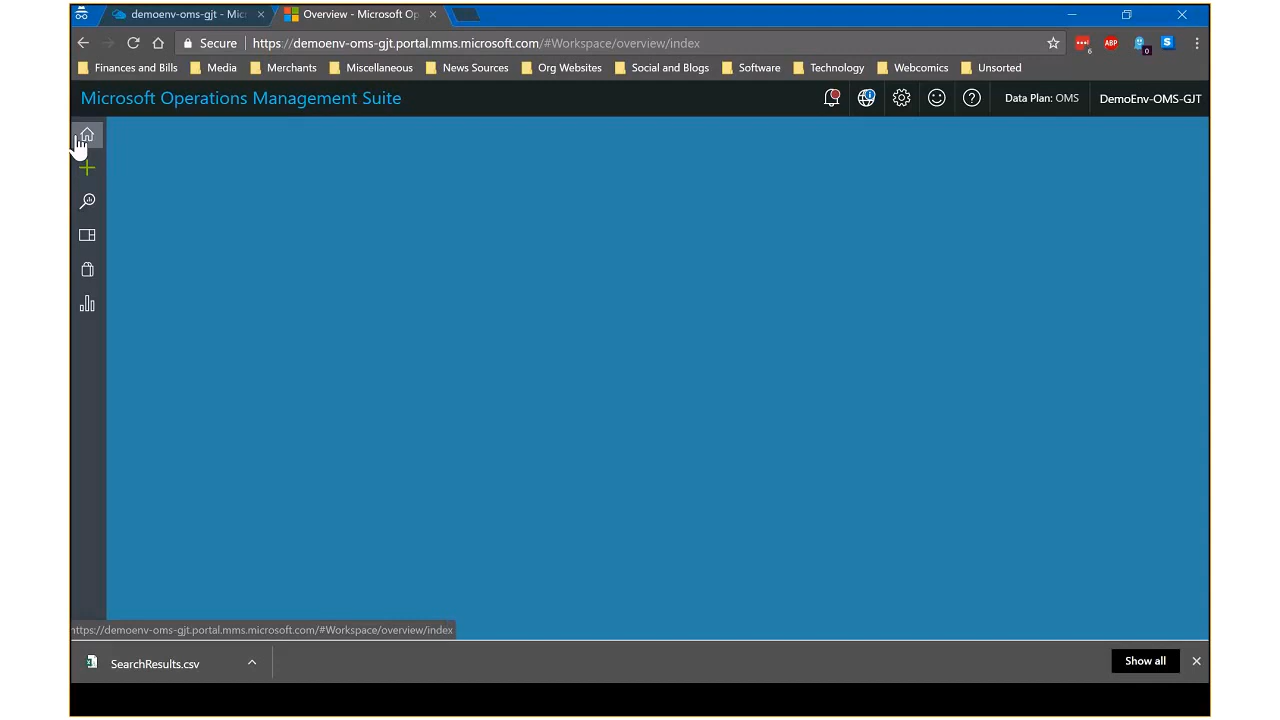 demoenv-oms-gjt - Mic
Overview - Microsoft Op
Secure
https://demoenv-oms-gjt.portal.mms.microsoft.com/#Workspace/overview/index
6
ABP
0
S
Finances and Bills
Media
Merchants
Miscellaneous
News Sources
Org Websites
Social and Blogs
Software
Technology
Webcomics
Unsorted
Microsoft Operations Management Suite
Data Plan: OMS
DemoEnv-OMS-GJT
https://demoenv-oms-gjt.portal.mms.microsoft.com/#Workspace/overview/index
SearchResults.csv
Show all